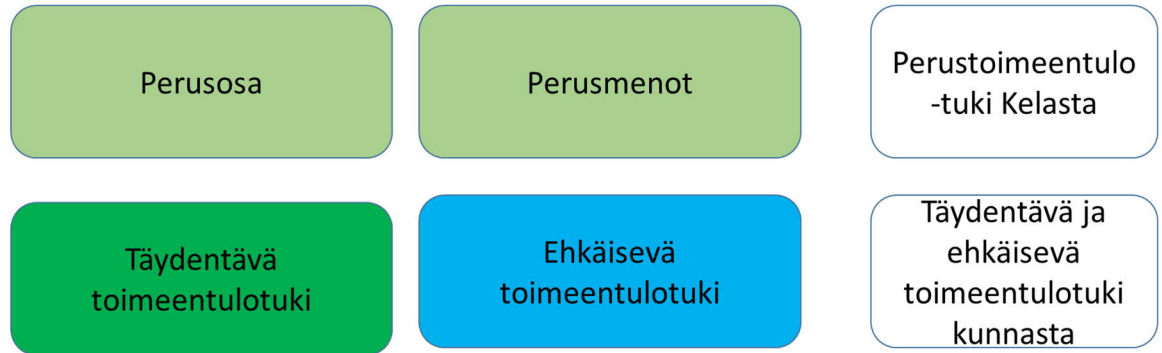 Perusosa
Perusmenot
Perustoimeentulo
-tuki Kelasta
Täydentävä
toimeentulotuki
Ehkäisevä
toimeentulotuki
Täydentävä ja
ehkäisevä
toimeentulotuki
kunnasta